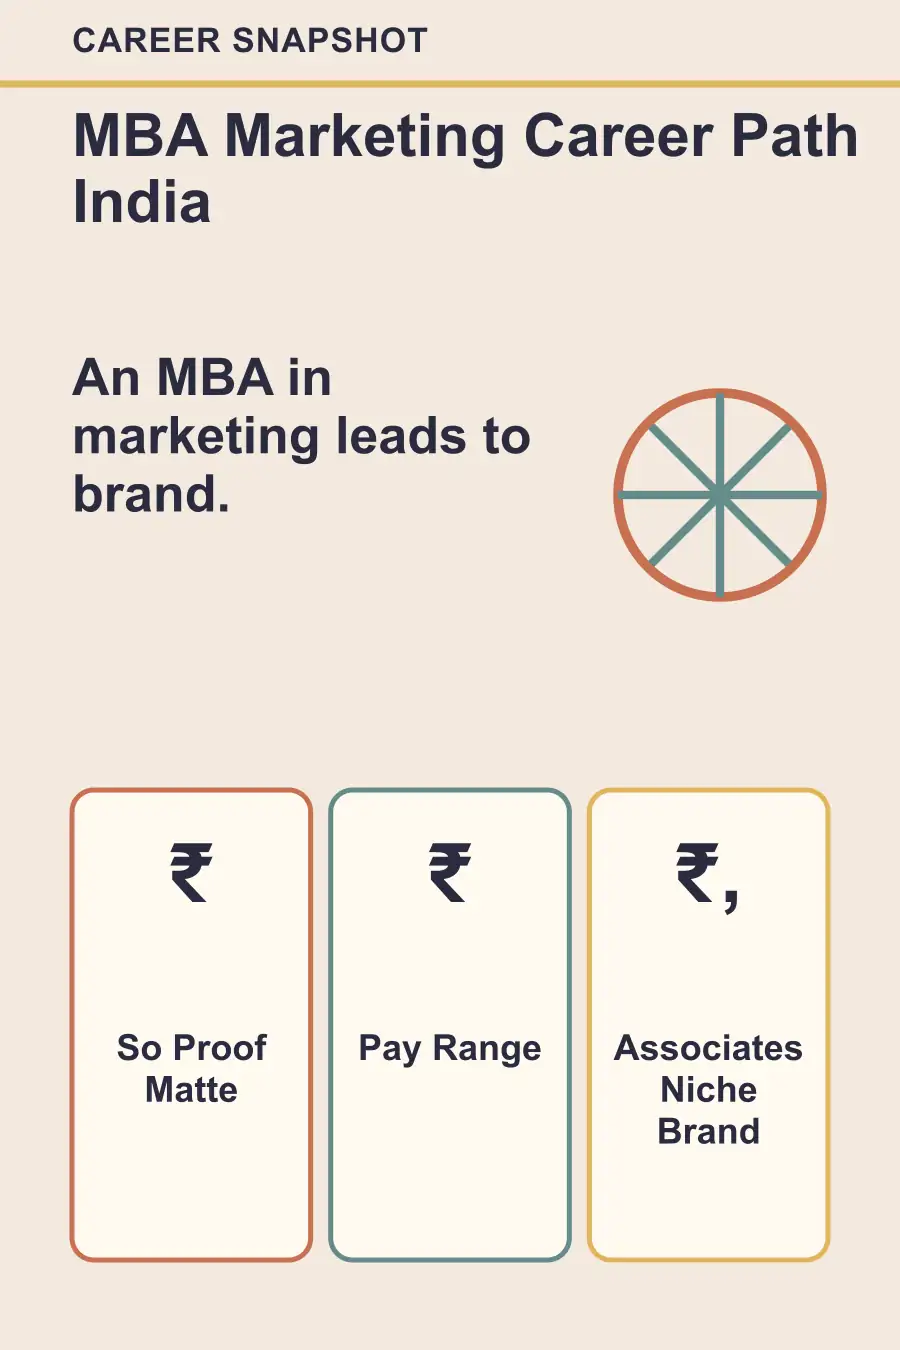 CAREER SNAPSHOT
MBA Marketing Career Path
India
An MBA in
marketing leads to
brand.
₹
So Proof
Matte
₹
Pay Range
₹,
Associates
Niche
Brand